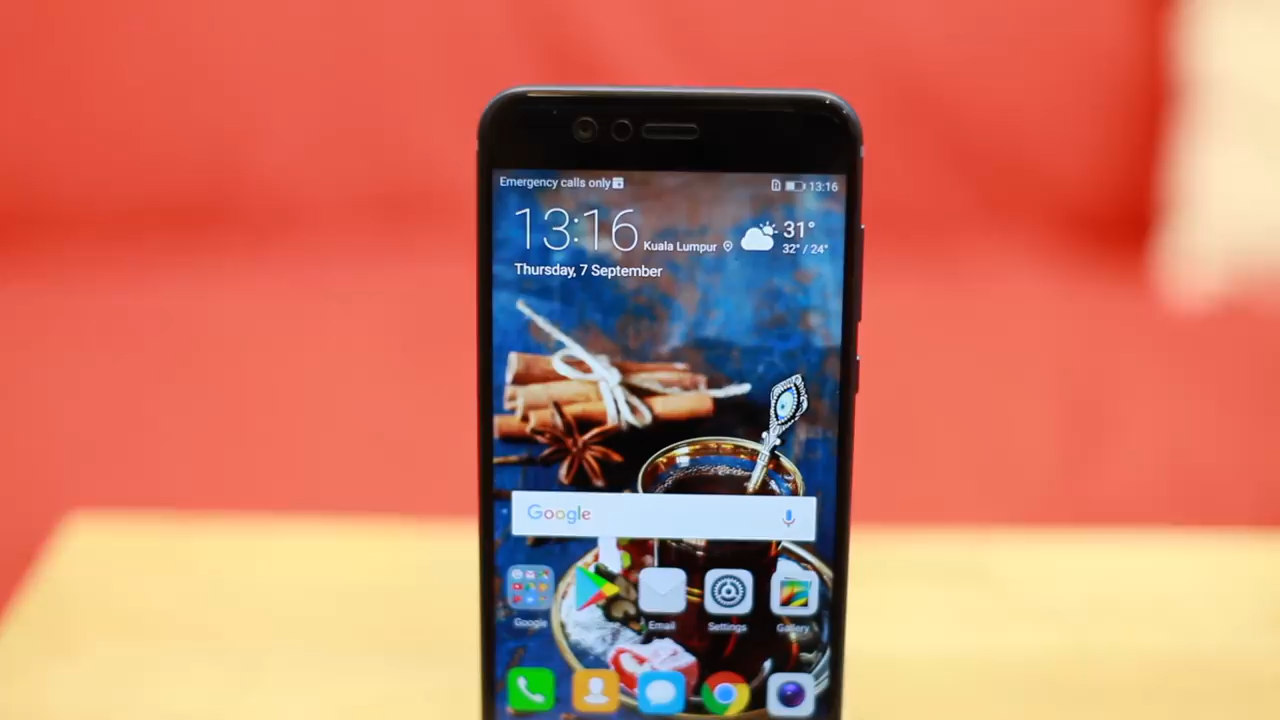 Emergency calls only
13:16
13:16
Kuala Lumpur
31°
32° / 24°
Thursday, 7 September
Google
Google
Email
Settings
Gallery